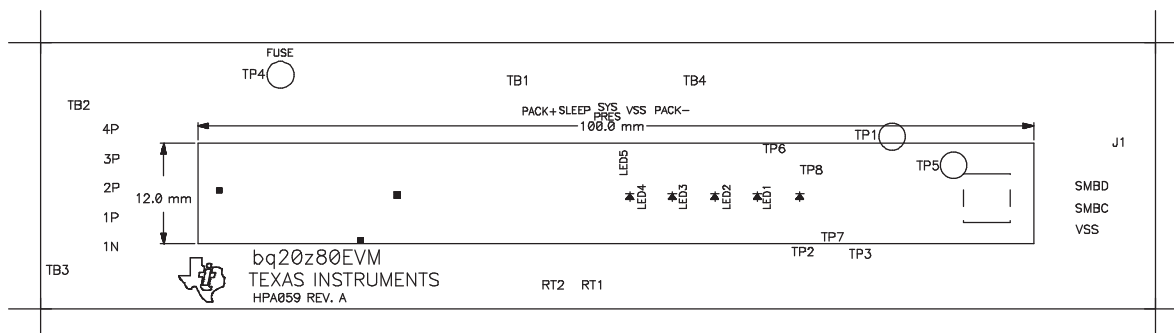 FUSE
TP4
TB1
TB4
TB2
PACK+ SLEEP SYS PRES VSS PACK-
4P
100.0 mm
TP1
J1
3P
LED5
TP6
TP8
TP5
2P
12.0 mm
LED4
LED3
LED2
LED1
SMBD
SMBC
1P
VSS
1N
TP7
TP2
TP3
TB3
bq20z80EVM
TEXAS INSTRUMENTS
HPA059 REV. A
RT2
RT1
ti